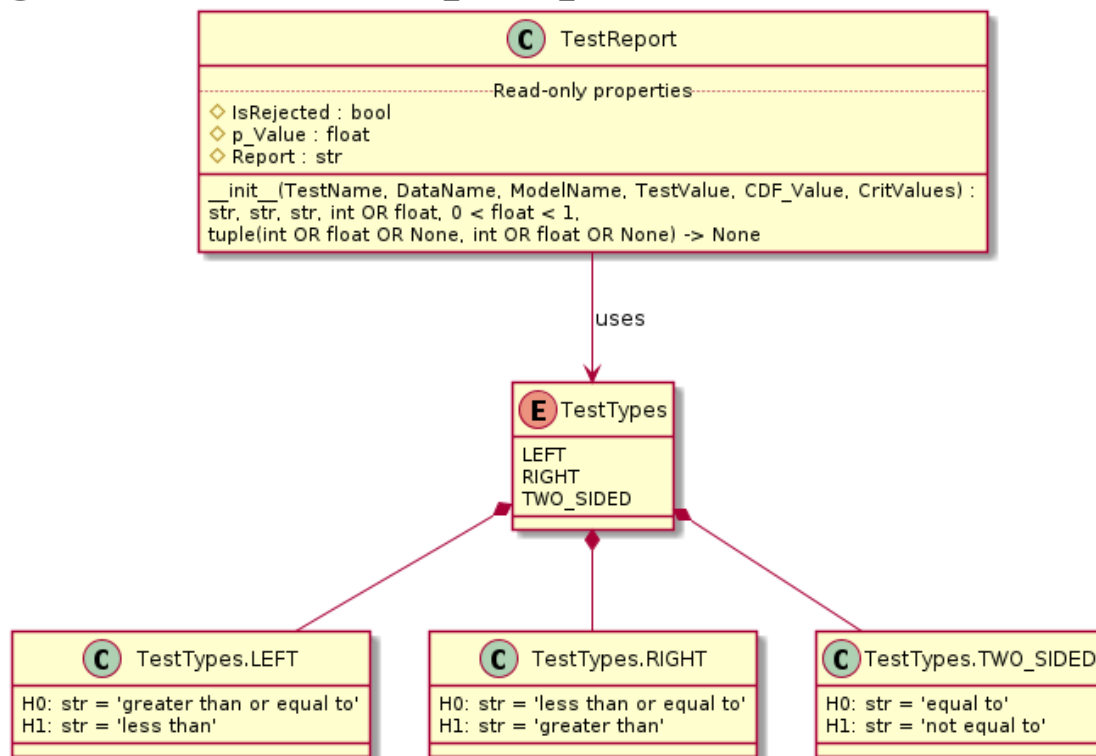 C TestReport
Read-only properties
IsRejected : bool
p_Value : float
Report : str
__init__(TestName, DataName, ModelName, TestValue, CDF_Value, CritValues) :
str, str, str, int OR float, 0 < float < 1,
tuple(int OR float OR None, int OR float OR None) -> None
uses
E TestTypes
LEFT
RIGHT
TWO_SIDED
C TestTypes.LEFT
H0: str = 'greater than or equal to'
H1: str = 'less than'
C TestTypes.RIGHT
H0: str = 'less than or equal to'
H1: str = 'greater than'
C TestTypes.TWO_SIDED
H0: str = 'equal to'
H1: str = 'not equal to'